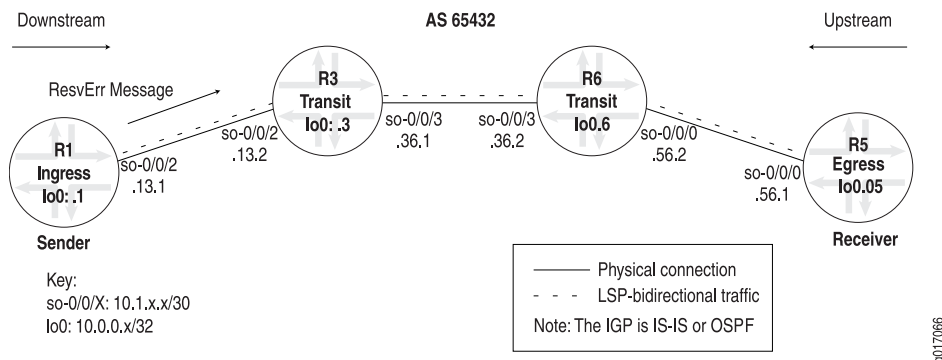 Downstream
AS 65432
Upstream
ResvErr Message
R1
Ingress
lo0: .1
Sender
so-0/0/2
.13.1
R3
Transit
lo0: .3
so-0/0/2
.13.2
so-0/0/3
.36.1
R6
Transit
lo0.6
so-0/0/3
.36.2
so-0/0/0
.56.2
R5
Egress
lo0.05
so-0/0/0
.56.1
Receiver
Key:
so-0/0/X: 10.1.x.x/30
lo0: 10.0.0.x/32
Physical connection
LSP-bidirectional traffic
Note: The IGP is IS-IS or OSPF
g017066